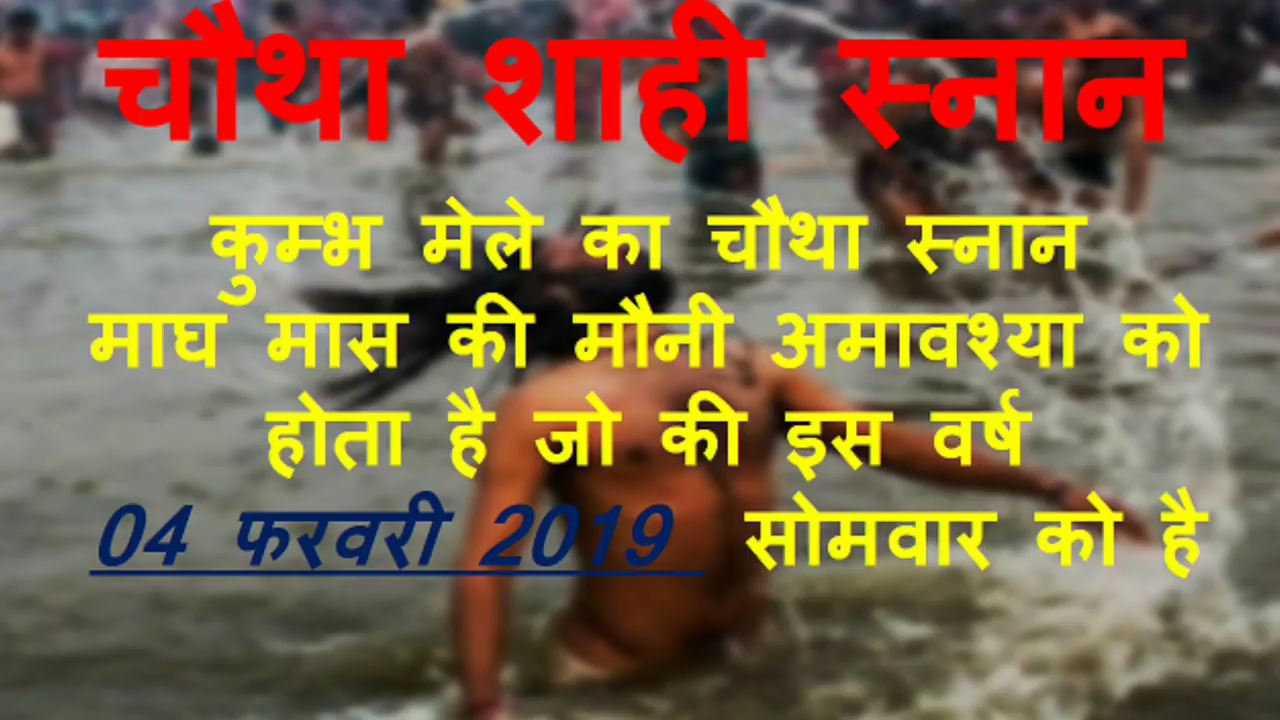 चौथा शाही स्नान
कुम्भ मेले का चौथा स्नान
माघ मास की मौनी अमावश्या को
होता है जो की इस वर्ष
04 फरवरी 2019 सोमवार को है